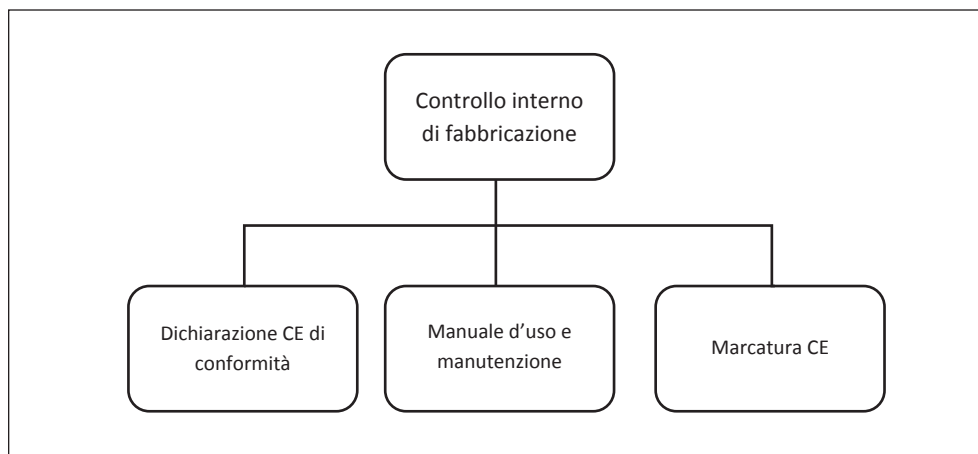 Controllo interno
di fabbricazione
Dichiarazione CE di
conformità
Manuale d’uso e
manutenzione
Marcatura CE